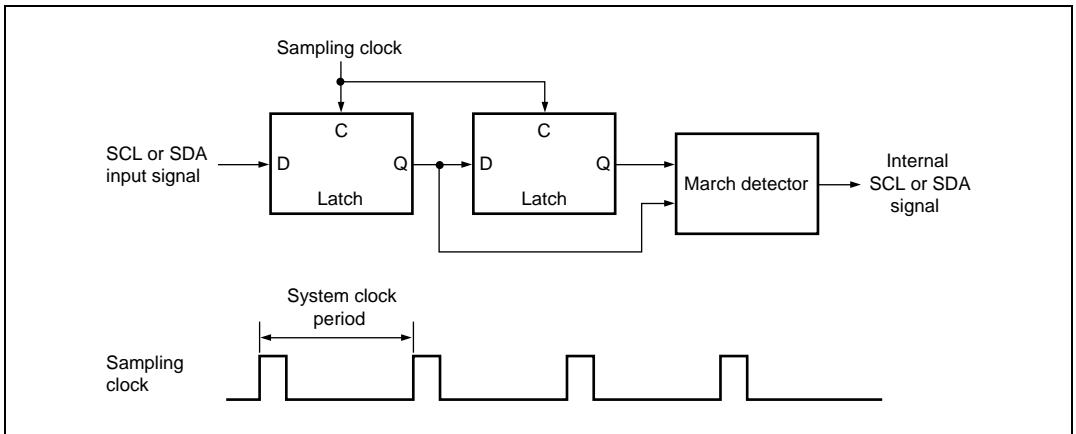 Sampling clock
SCL or SDA
input signal
D
C
Q
Latch
D
C
Q
Latch
March detector
Internal
SCL or SDA
signal
System clock
period
Sampling
clock